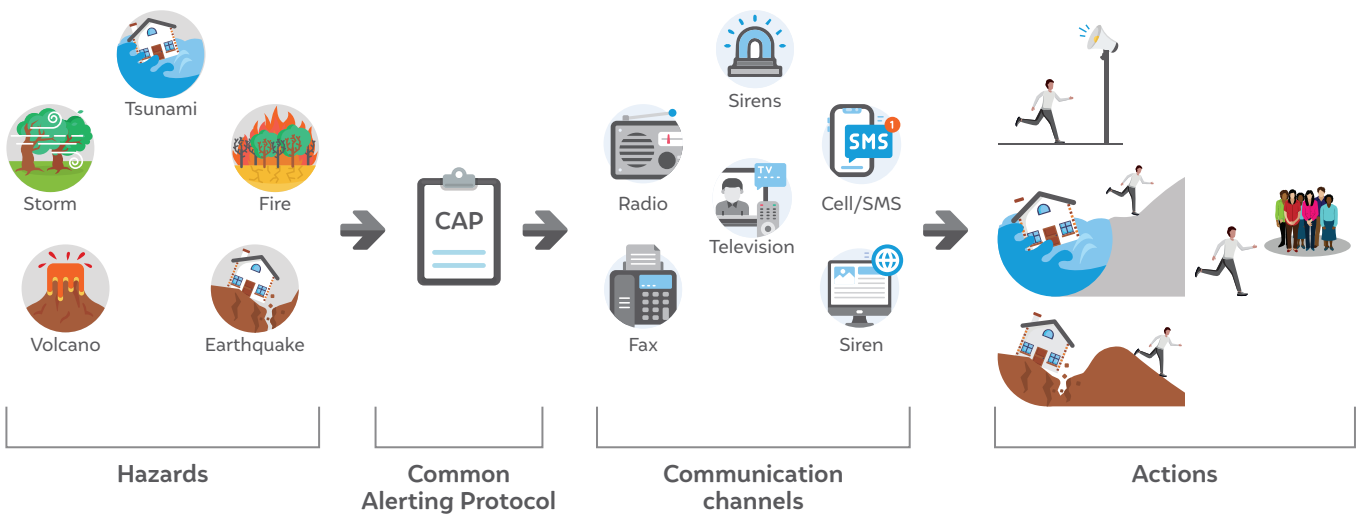 Tsunami
Storm
Fire
Volcano
Earthquake
CAP
Sirens
Radio
SMS
1
Cell/SMS
TV
Television
Fax
Siren
Hazards
Common
Alerting Protocol
Communication
channels
Actions